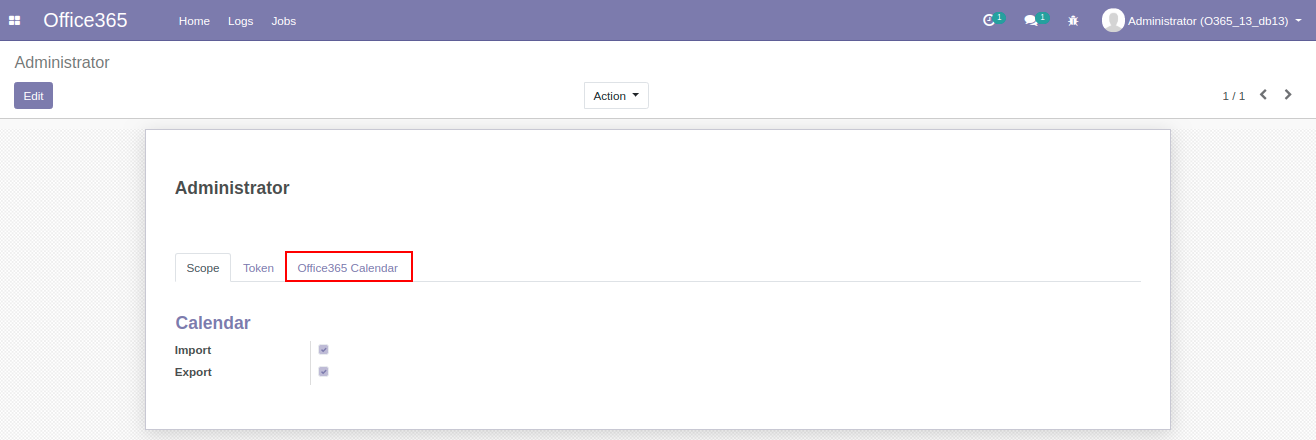 Office365 Home Logs Jobs 1 1 Administrator (O365_13_db13)
Administrator
Edit Action 1 / 1
Administrator
Scope Token Office365 Calendar
Calendar
Import
Export